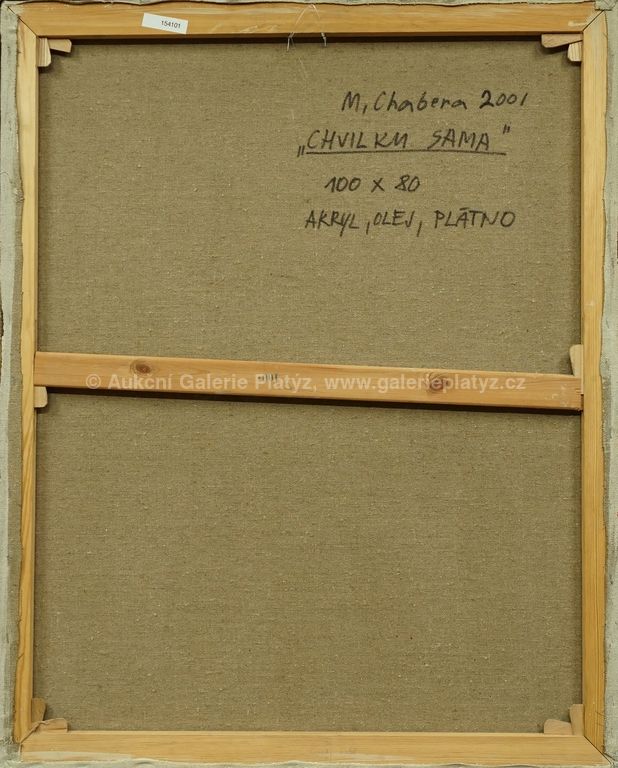 154101
M, Chabera 2001
„CHVILKU SAMA"
100 x 80
AKRYL, OLEJ, PLÁTNO
© Aukční Galerie Platýz, www.galerieplatyz.cz